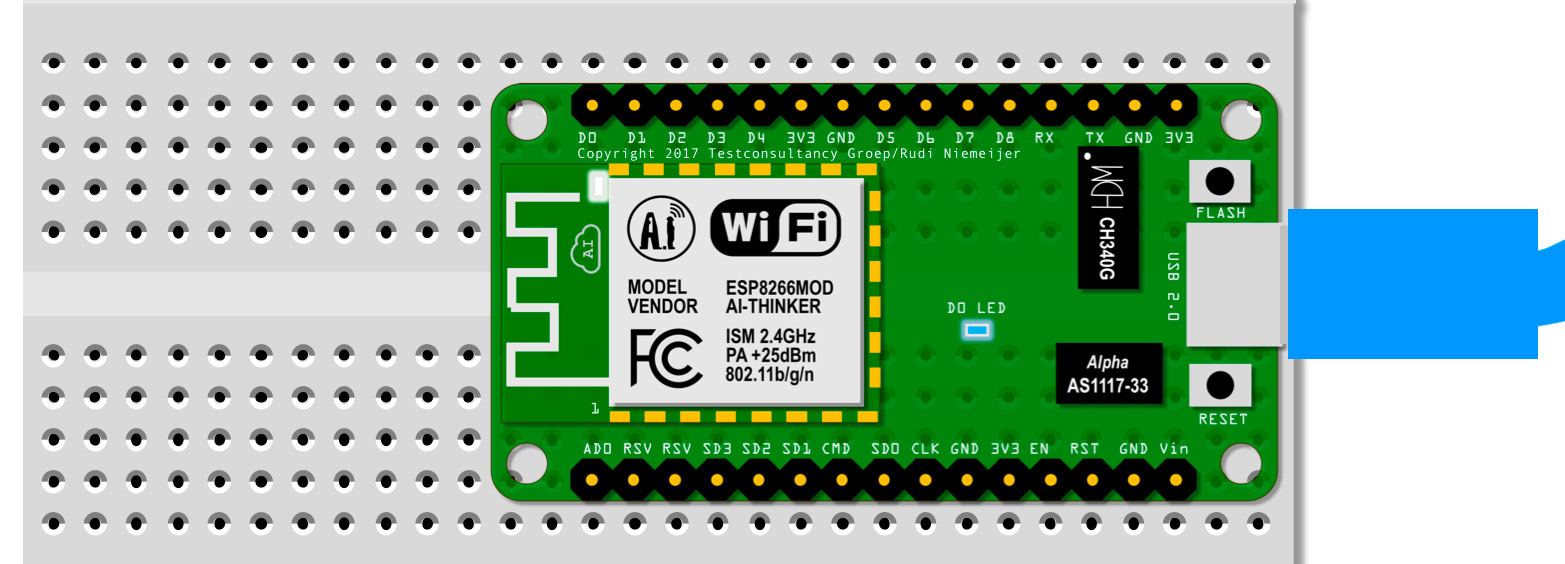 D0 D1 D2 D3 D4 3V3 GND D5 D6 D7 D8 RX TX GND 3V3
Copyright 2017 Testconsultancy Groep/Rudi Niemeijer
HDM
CH340G
FLASH
A.i
Wi Fi
AI
MODEL ESP8266MOD
VENDOR AI-THINKER
FC
ISM 2.4GHz
PA +25dBm
802.11b/g/n
D0 LED
USB 2.0
Alpha
AS1117-33
1
RESET
AD0 RSV RSV SD3 SD2 SD1 CMD SD0 CLK GND 3V3 EN RST GND Vin